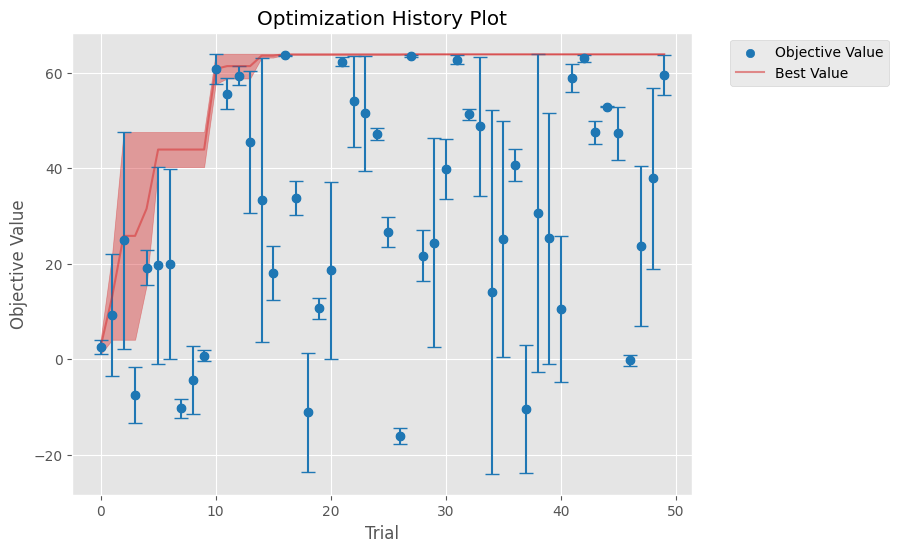 Optimization History Plot
Objective Value
Best Value
Objective Value
60
40
20
0
−20
0 10 20 30 40 50
Trial